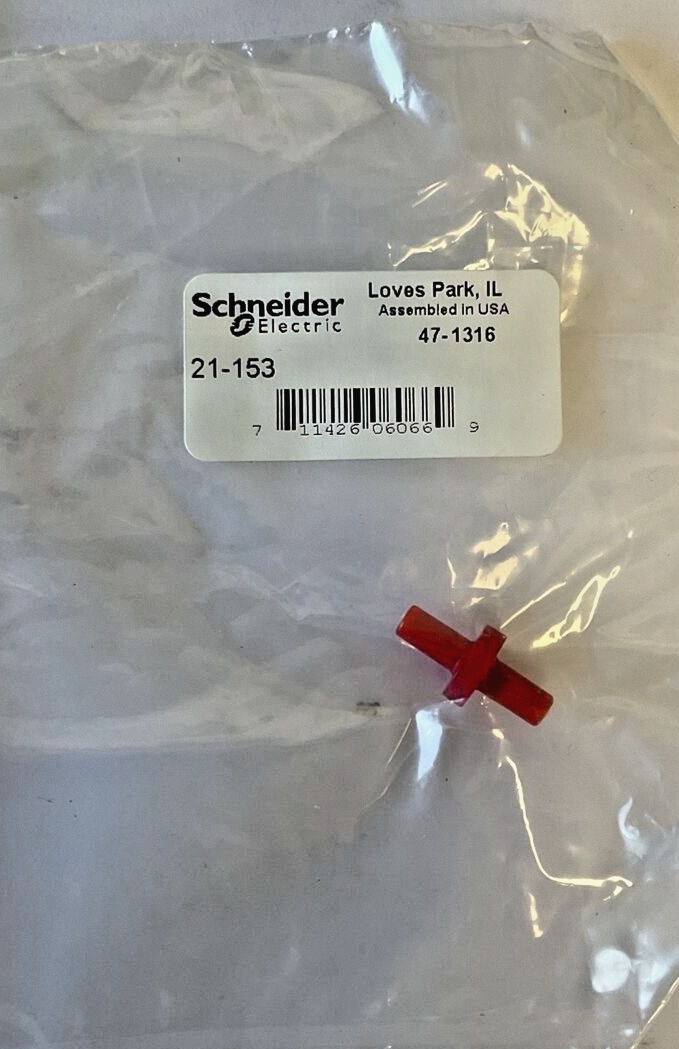 Schneider Electric
Loves Park, IL
Assembled in USA
47-1316
21-153
7 11426 06066 9